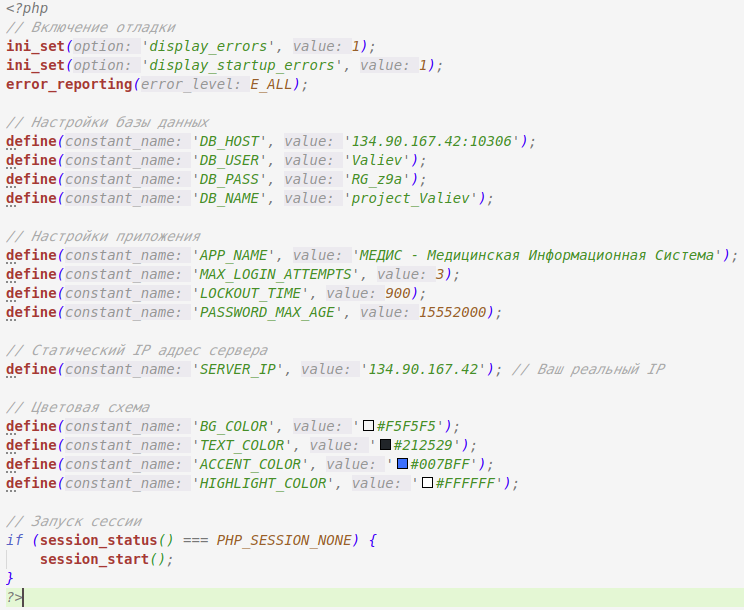 <?php
// Включение отладки
ini_set(option: 'display_errors', value: 1);
ini_set(option: 'display_startup_errors', value: 1);
error_reporting(error_level: E_ALL);
// Настройки базы данных
define(constant_name: 'DB_HOST', value: '134.90.167.42:10306');
define(constant_name: 'DB_USER', value: 'Valiev');
define(constant_name: 'DB_PASS', value: 'RG_z9a');
define(constant_name: 'DB_NAME', value: 'project_Valiev');
// Настройки приложения
define(constant_name: 'APP_NAME', value: 'МЕДИС - Медицинская Информационная Система');
define(constant_name: 'MAX_LOGIN_ATTEMPTS', value: 3);
define(constant_name: 'LOCKOUT_TIME', value: 900);
define(constant_name: 'PASSWORD_MAX_AGE', value: 15552000);
// Статический IP адрес сервера
define(constant_name: 'SERVER_IP', value: '134.90.167.42'); // Ваш реальный IP
// Цветовая схема
define(constant_name: 'BG_COLOR', value: '#F5F5F5');
define(constant_name: 'TEXT_COLOR', value: '#212529');
define(constant_name: 'ACCENT_COLOR', value: '#007BFF');
define(constant_name: 'HIGHLIGHT_COLOR', value: '#FFFFFF');
// Запуск сессии
if (session_status() === PHP_SESSION_NONE) {
    session_start();
}
?>